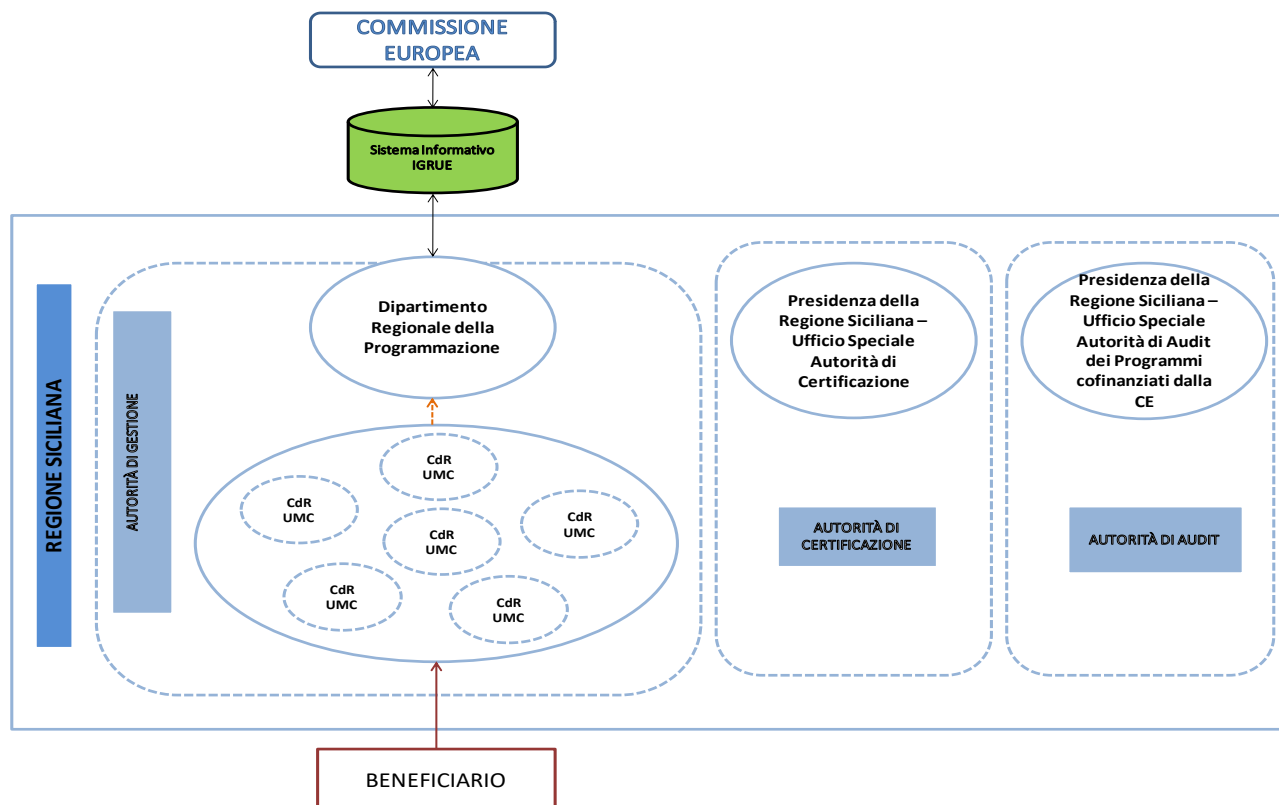 COMMISSIONE
EUROPEA
Sistema Informativo
IGRUE
REGIONE SICILIANA
AUTORITÀ DI GESTIONE
Dipartimento
Regionale della
Programmazione
CdR
UMC
CdR
UMC
CdR
UMC
CdR
UMC
CdR
UMC
CdR
UMC
Presidenza della
Regione Siciliana –
Ufficio Speciale
Autorità di
Certificazione
AUTORITÀ DI
CERTIFICAZIONE
Presidenza della
Regione Siciliana –
Ufficio Speciale
Autorità di Audit
dei Programmi
cofinanziati dalla
CE
AUTORITÀ DI AUDIT
BENEFICIARIO